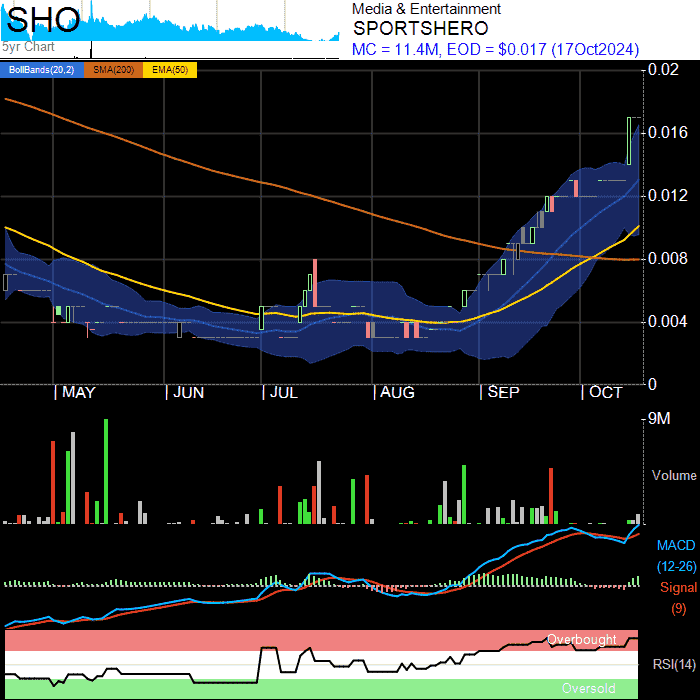 SHO
5yr Chart
Media & Entertainment
SPORTSHERO
MC = 11.4M, EOD = $0.017 (17Oct2024)
BollBands(20,2) SMA(200) EMA(50)
0.02
0.016
0.012
0.008
0.004
0
MAY JUN JUL AUG SEP OCT
9M
Volume
MACD
(12-26)
Signal
(9)
Overbought
RSI(14)
Oversold